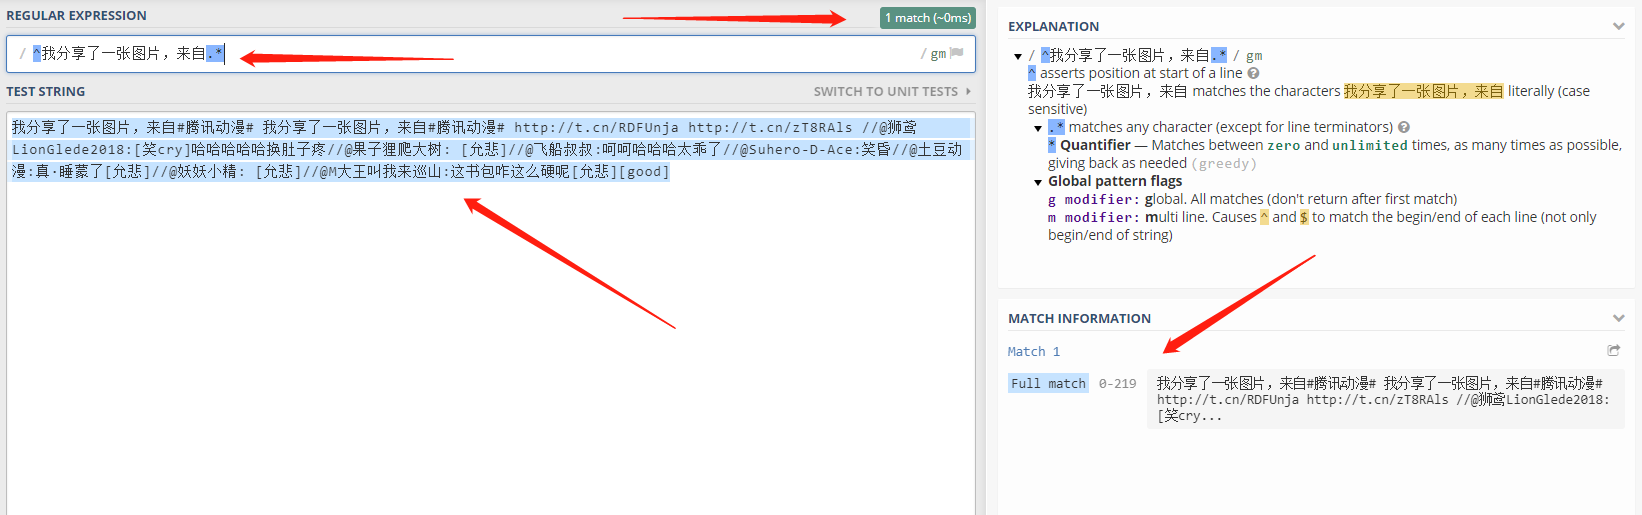 REGULAR EXPRESSION
1 match (~0ms)
/ ^我分享了一张图片，来自.*
/ gm
TEST STRING
SWITCH TO UNIT TESTS
我分享了一张图片，来自#腾讯动漫# 我分享了一张图片，来自#腾讯动漫# http://t.cn/RDFUnja http://t.cn/zT8RAls //@狮鸢
LionGlede2018:[笑cry]哈哈哈哈哈换肚子疼//@果子狸爬大树: [允悲]//@飞船叔叔:呵呵哈哈哈太乖了//@Suhero-D-Ace:笑昏//@土豆动
漫:真·睡蒙了[允悲]//@妖妖小精: [允悲]//@M大王叫我来巡山:这书包咋这么硬呢[允悲][good]
EXPLANATION
/ ^我分享了一张图片，来自.* / gm
^ asserts position at start of a line
我分享了一张图片，来自 matches the characters 我分享了一张图片，来自 literally (case
sensitive)
.* matches any character (except for line terminators)
* Quantifier — Matches between zero and unlimited times, as many times as possible,
giving back as needed (greedy)
Global pattern flags
g modifier: global. All matches (don't return after first match)
m modifier: multi line. Causes ^ and $ to match the begin/end of each line (not only
begin/end of string)
MATCH INFORMATION
Match 1
Full match 0-219 我分享了一张图片，来自#腾讯动漫# 我分享了一张图片，来自#腾讯动漫#
http://t.cn/RDFUnja http://t.cn/zT8RAls //@狮鸢LionGlede2018:
[笑cry...